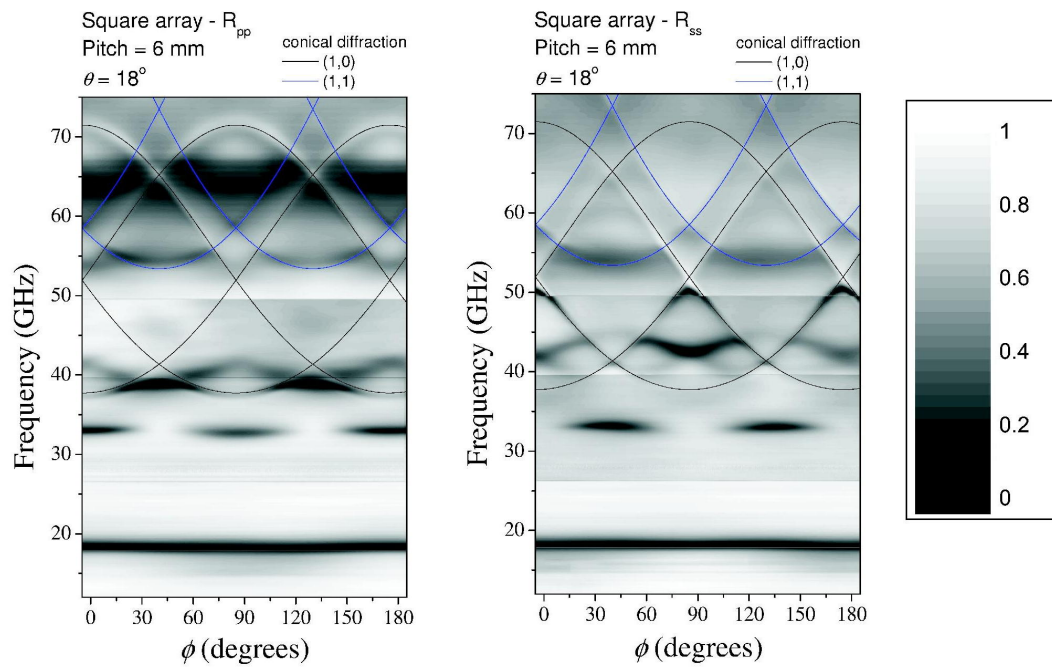 Square array - Rpp
Pitch = 6 mm
θ = 18°
conical diffraction
(1,0)
(1,1)
70
60
50
40
30
20
Frequency (GHz)
0 30 60 90 120 150 180
ϕ (degrees)
Square array - Rss
Pitch = 6 mm
θ = 18°
conical diffraction
(1,0)
(1,1)
70
60
50
40
30
20
Frequency (GHz)
0 30 60 90 120 150 180
ϕ (degrees)
1
0.8
0.6
0.4
0.2
0